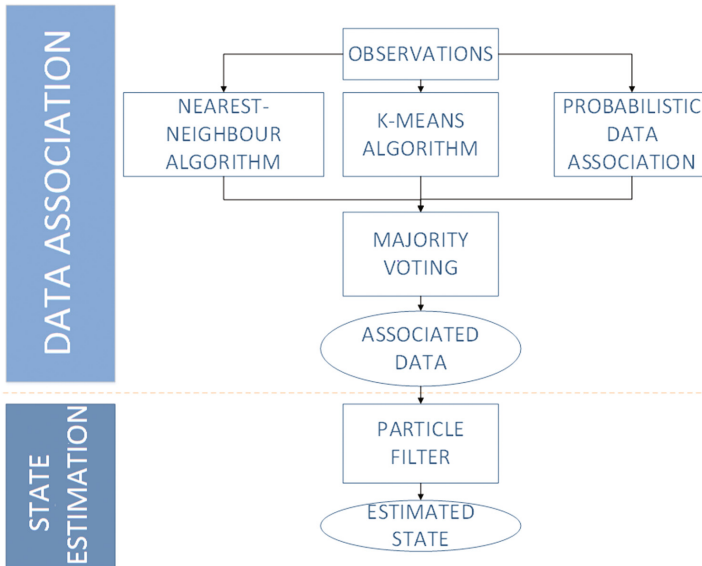 DATA ASSOCIATION
OBSERVATIONS
NEAREST-
NEIGHBOUR
ALGORITHM
K-MEANS
ALGORITHM
PROBABILISTIC
DATA
ASSOCIATION
MAJORITY
VOTING
ASSOCIATED
DATA
STATE
ESTIMATION
PARTICLE
FILTER
ESTIMATED
STATE